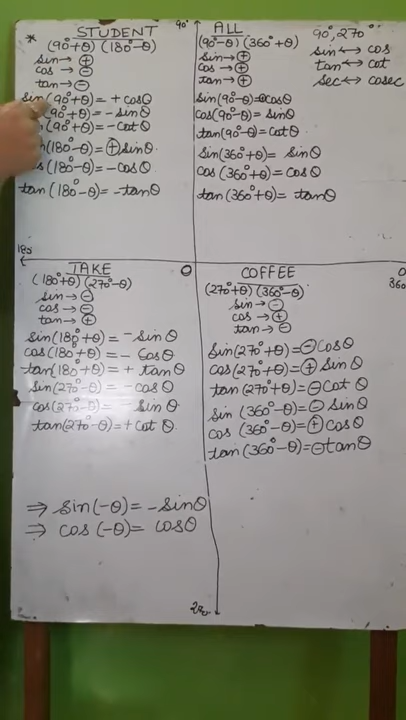 * STUDENT
(90°+θ) (180°-θ)
sin→⊕
cos→⊖
tan→⊖
sin(90°+θ)= +cosθ
(90°+θ)= -sinθ
(90°+θ)= -cotθ
(180°-θ)=⊕sinθ
(180°-θ)= -cosθ
tan(180°-θ)= -tanθ
90°
ALL
(90°-θ) (360°+θ)
sin→⊕
cos→⊕
tan→⊕
sin(90°-θ)=⊕cosθ
cos(90°-θ)= sinθ
tan(90°-θ)= cotθ
sin(360°+θ)= sinθ
cos(360°+θ)= cosθ
tan(360°+θ)= tanθ
90°, 270°
sin↔cos
tan↔cot
sec↔cosec
180
0
0
360
TAKE
(180°+θ) (270°-θ)
sin→⊖
cos→⊖
tan→⊕
sin(180°+θ)= -sinθ
cos(180°+θ)= -cosθ
tan(180°+θ)= +tanθ
sin(270°-θ)= -cosθ
cos(270°-θ)= -sinθ
tan(270°-θ)= +cotθ
COFFEE
(270°+θ) (360°-θ)
sin→⊖
cos→⊕
tan→⊖
sin(270°+θ)=⊖cosθ
cos(270°+θ)=⊕sinθ
tan(270°+θ)=⊖cotθ
sin(360°-θ)=⊖sinθ
cos(360°-θ)=⊕cosθ
tan(360°-θ)=⊖tanθ
⇒ sin(-θ)= -sinθ
⇒ cos(-θ)= cosθ